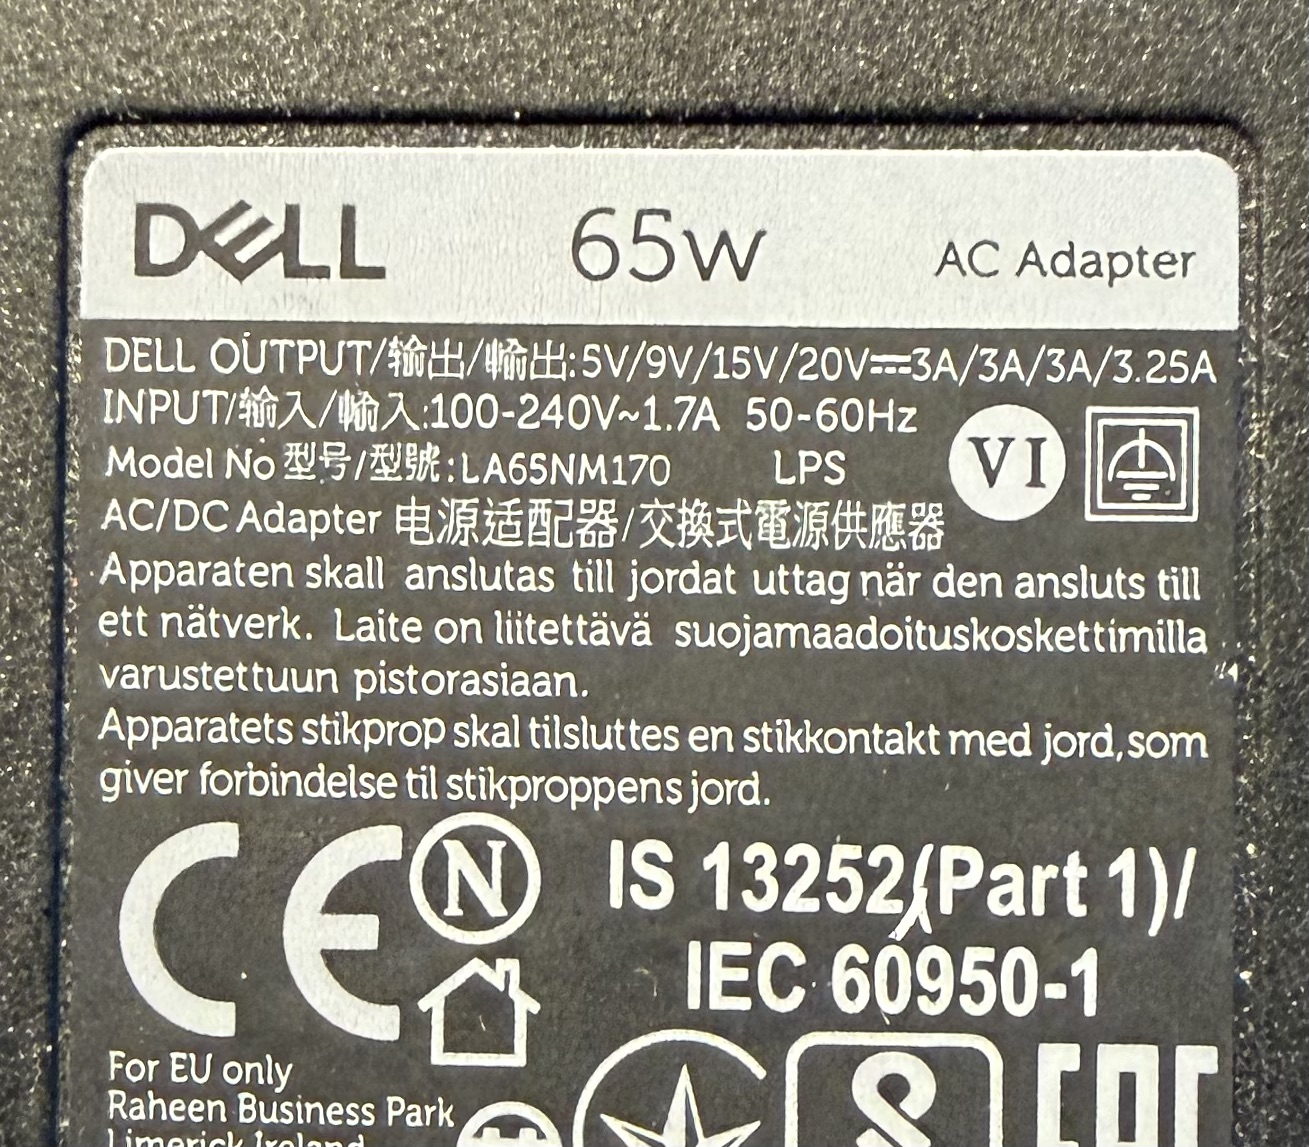 DELL 65W AC Adapter
DELL OUTPUT/输出/輸出:5V/9V/15V/20V⎓3A/3A/3A/3.25A
INPUT/输入/輸入:100-240V~1.7A 50-60Hz
Model No 型号/型號:LA65NM170 LPS
VI
AC/DC Adapter 电源适配器/交換式電源供應器
Apparaten skall anslutas till jordat uttag när den ansluts till
ett nätverk. Laite on liitettävä suojamaadoituskoskettimilla
varustettuun pistorasiaan.
Apparatets stikprop skal tilsluttes en stikkontakt med jord,som
giver forbindelse til stikproppens jord.
CE N IS 13252(Part 1)/
IEC 60950-1
For EU only
Raheen Business Park
Limerick Ireland
EAC